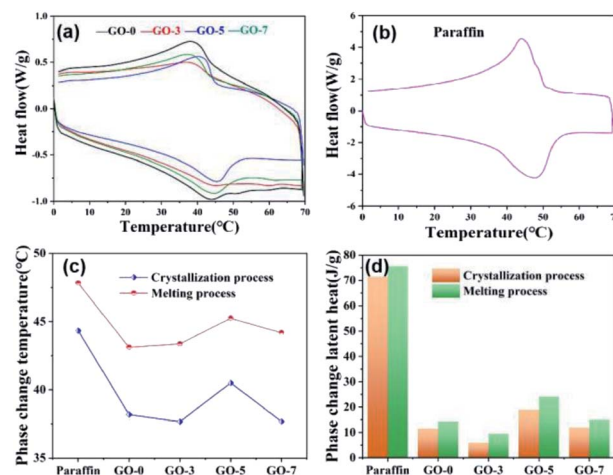 (a)
GO-0 GO-3 GO-5 GO-7
Heat flow(W/g)
1.0
0.5
0.0
0.5
-1.0
0 10 20 30 40 50 60 70
Temperature(°C)
(b)
Paraffin
Heat flow(W/g)
6
4
2
0
-2
-4
-6
0 20 40 60
Temperature(°C)
(c)
Crystallization process
Melting process
Phase change temperature(°C)
50
45
40
35
Paraffin GO-0 GO-3 GO-5 GO-7
(d)
Crystallization process
Melting process
Phase change latent heat(J/g)
80
70
60
50
40
30
20
10
0
Paraffin GO-0 GO-3 GO-5 GO-7